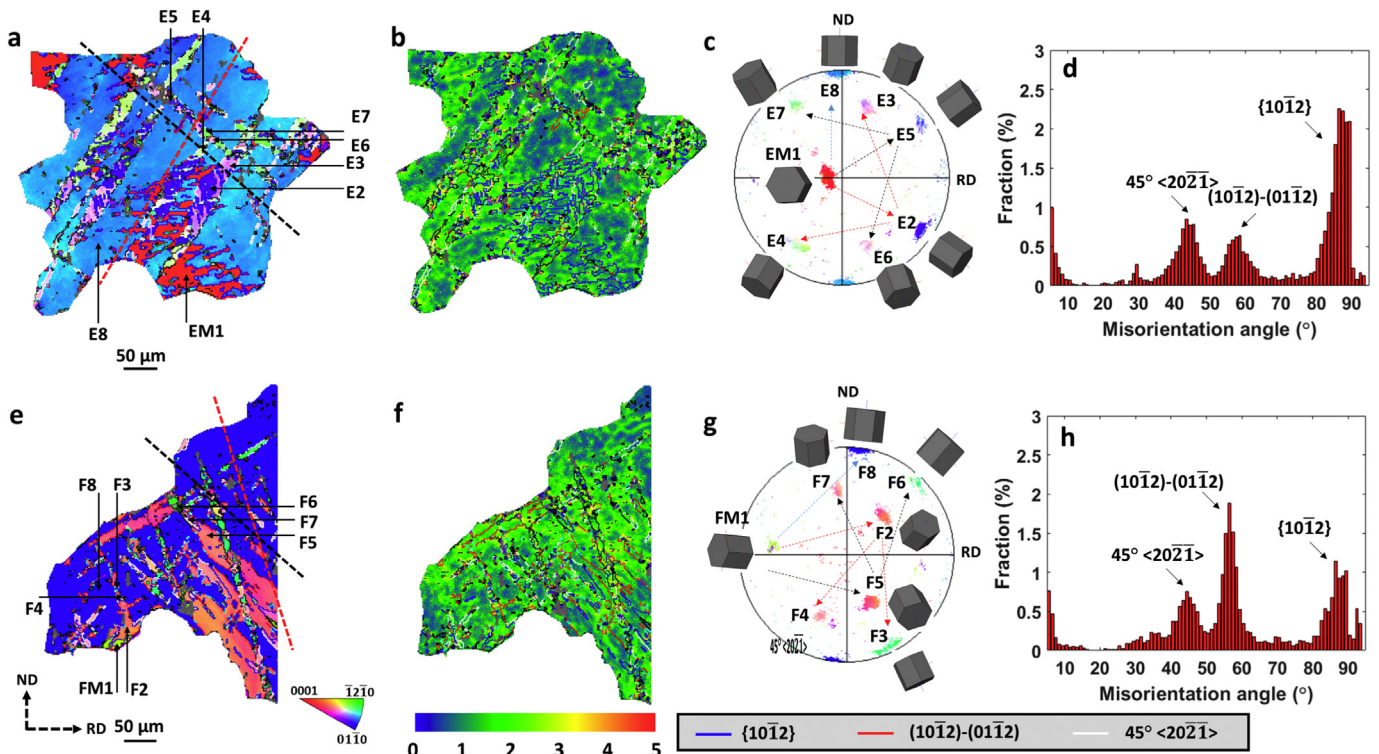 a
E5 E4
E7
E6
E3
E2
E8 EM1
50 µm
b
c
ND
E8
E3
E7
E5
EM1
RD
E2
E4
E6
d
3
2.5
2
1.5
1
0.5
0
Fraction (%)
{101̅2}
45° <202̅1̅>
(101̅2)-(011̅2)
10 20 30 40 50 60 70 80 90
Misorientation angle (°)
e
F8 F3
F6
F7
F5
F4
FM1 F2
ND
RD
50 µm
0001 1̅21̅0
011̅0
f
0 1 2 3 4 5
g
ND
F8
F7
F6
FM1
F2
RD
F5
F4
F3
45° <202̅1̅>
h
3
2.5
2
1.5
1
0.5
0
Fraction (%)
(101̅2)-(011̅2)
45° <202̅1̅>
{101̅2}
10 20 30 40 50 60 70 80 90
Misorientation angle (°)
{101̅2} (101̅2)-(011̅2) 45° <202̅1̅>